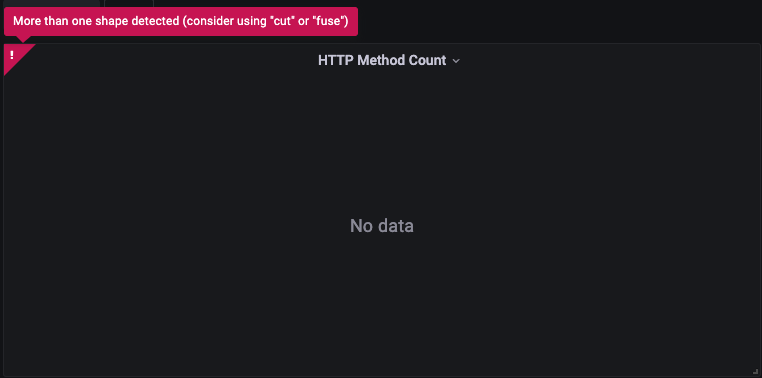 More than one shape detected (consider using "cut" or "fuse")
!
HTTP Method Count
No data